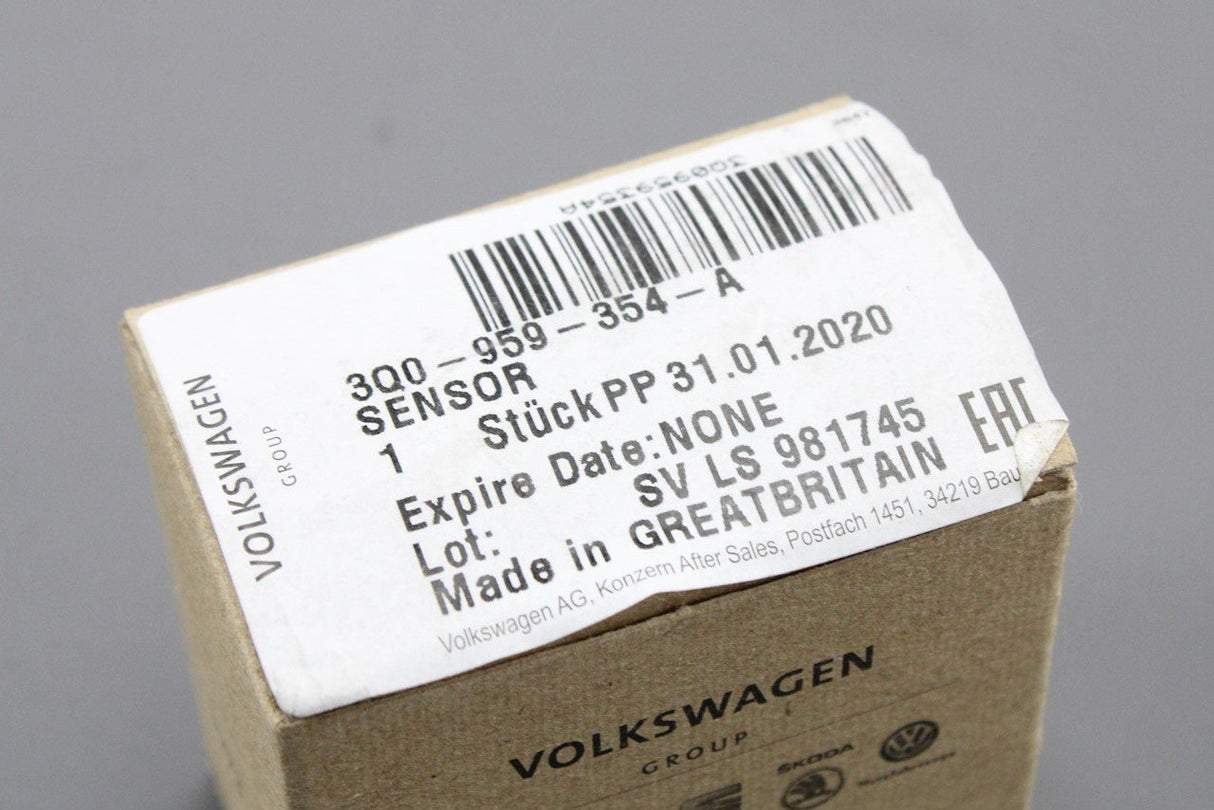 3Q0959354A
3Q0-959-354-A
SENSOR
1 Stück PP 31.01.2020
Expire Date:NONE
Lot: SV LS 981745
Made in GREATBRITAIN
EAC
Volkswagen AG, Konzern After Sales, Postfach 1451, 34219 Bau
VOLKSWAGEN
GROUP
VOLKSWAGEN
GROUP
ŠKODA